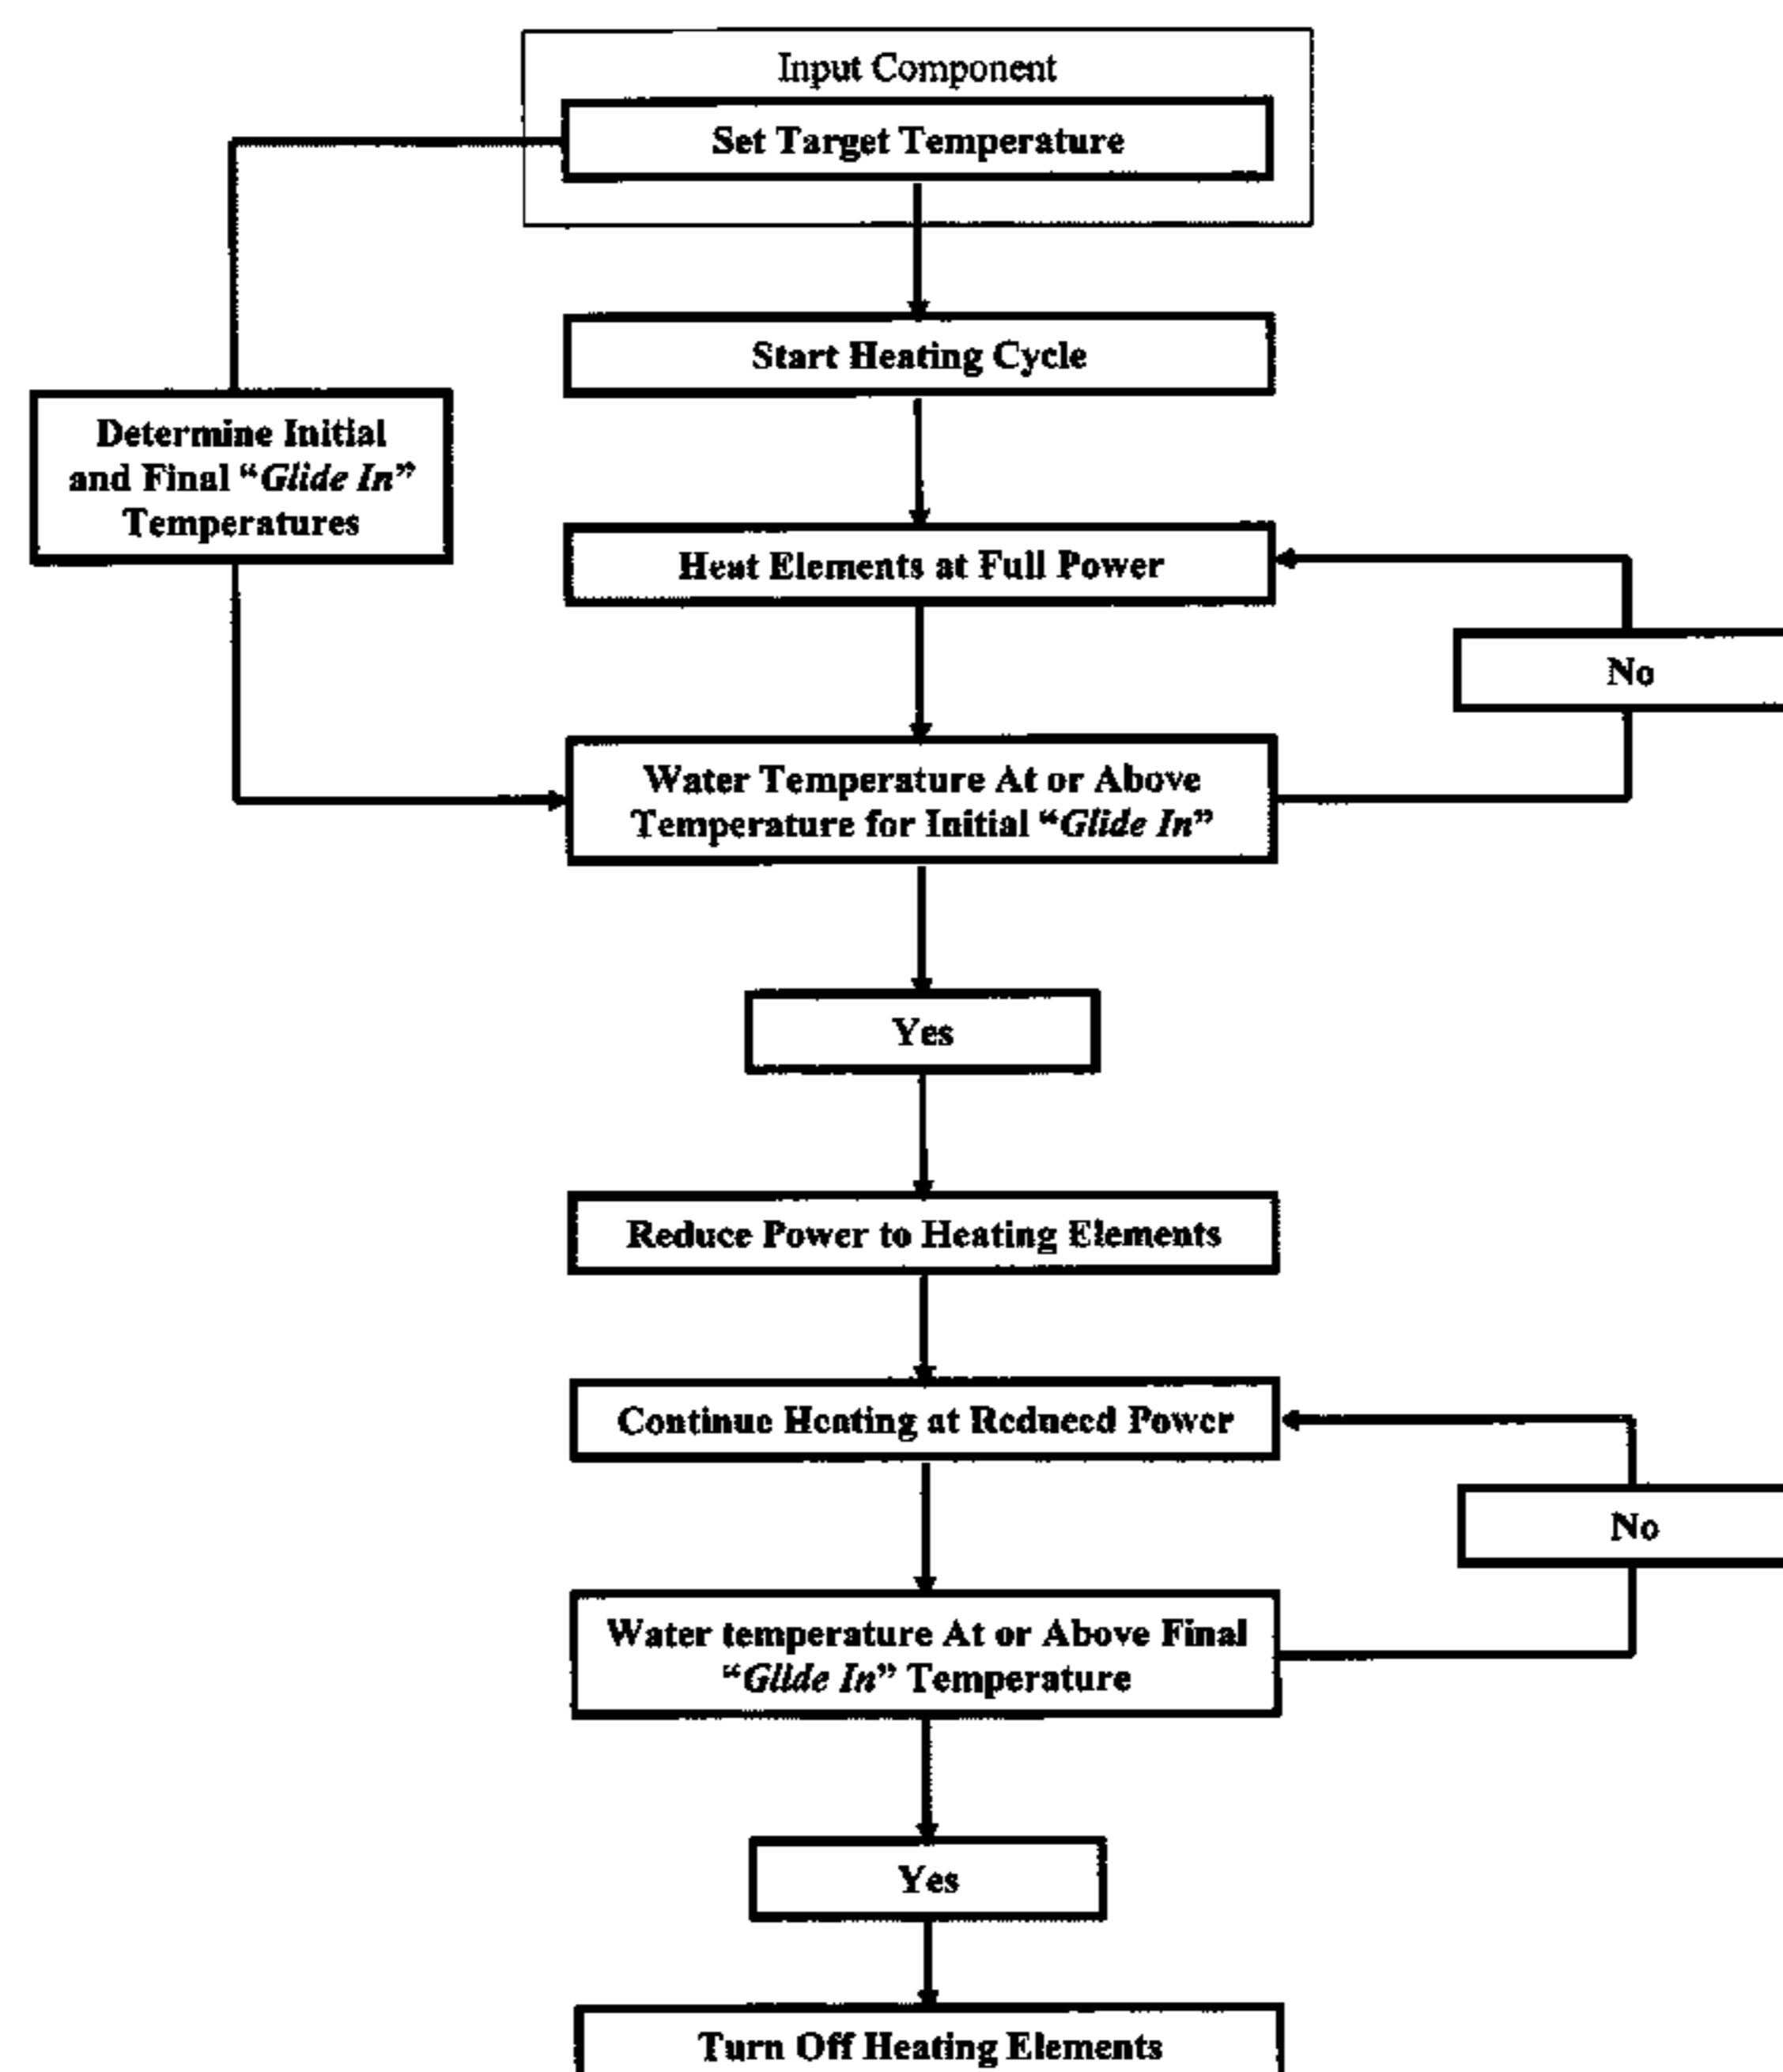 Input Component
Set Target Temperature
Start Heating Cycle
Determine Initial
and Final “Glide In”
Temperatures
Heat Elements at Full Power
No
Water Temperature At or Above
Temperature for Initial “Glide In”
Yes
Reduce Power to Heating Elements
Continue Heating at Reduced Power
No
Water temperature At or Above Final
“Glide In” Temperature
Yes
Turn Off Heating Elements